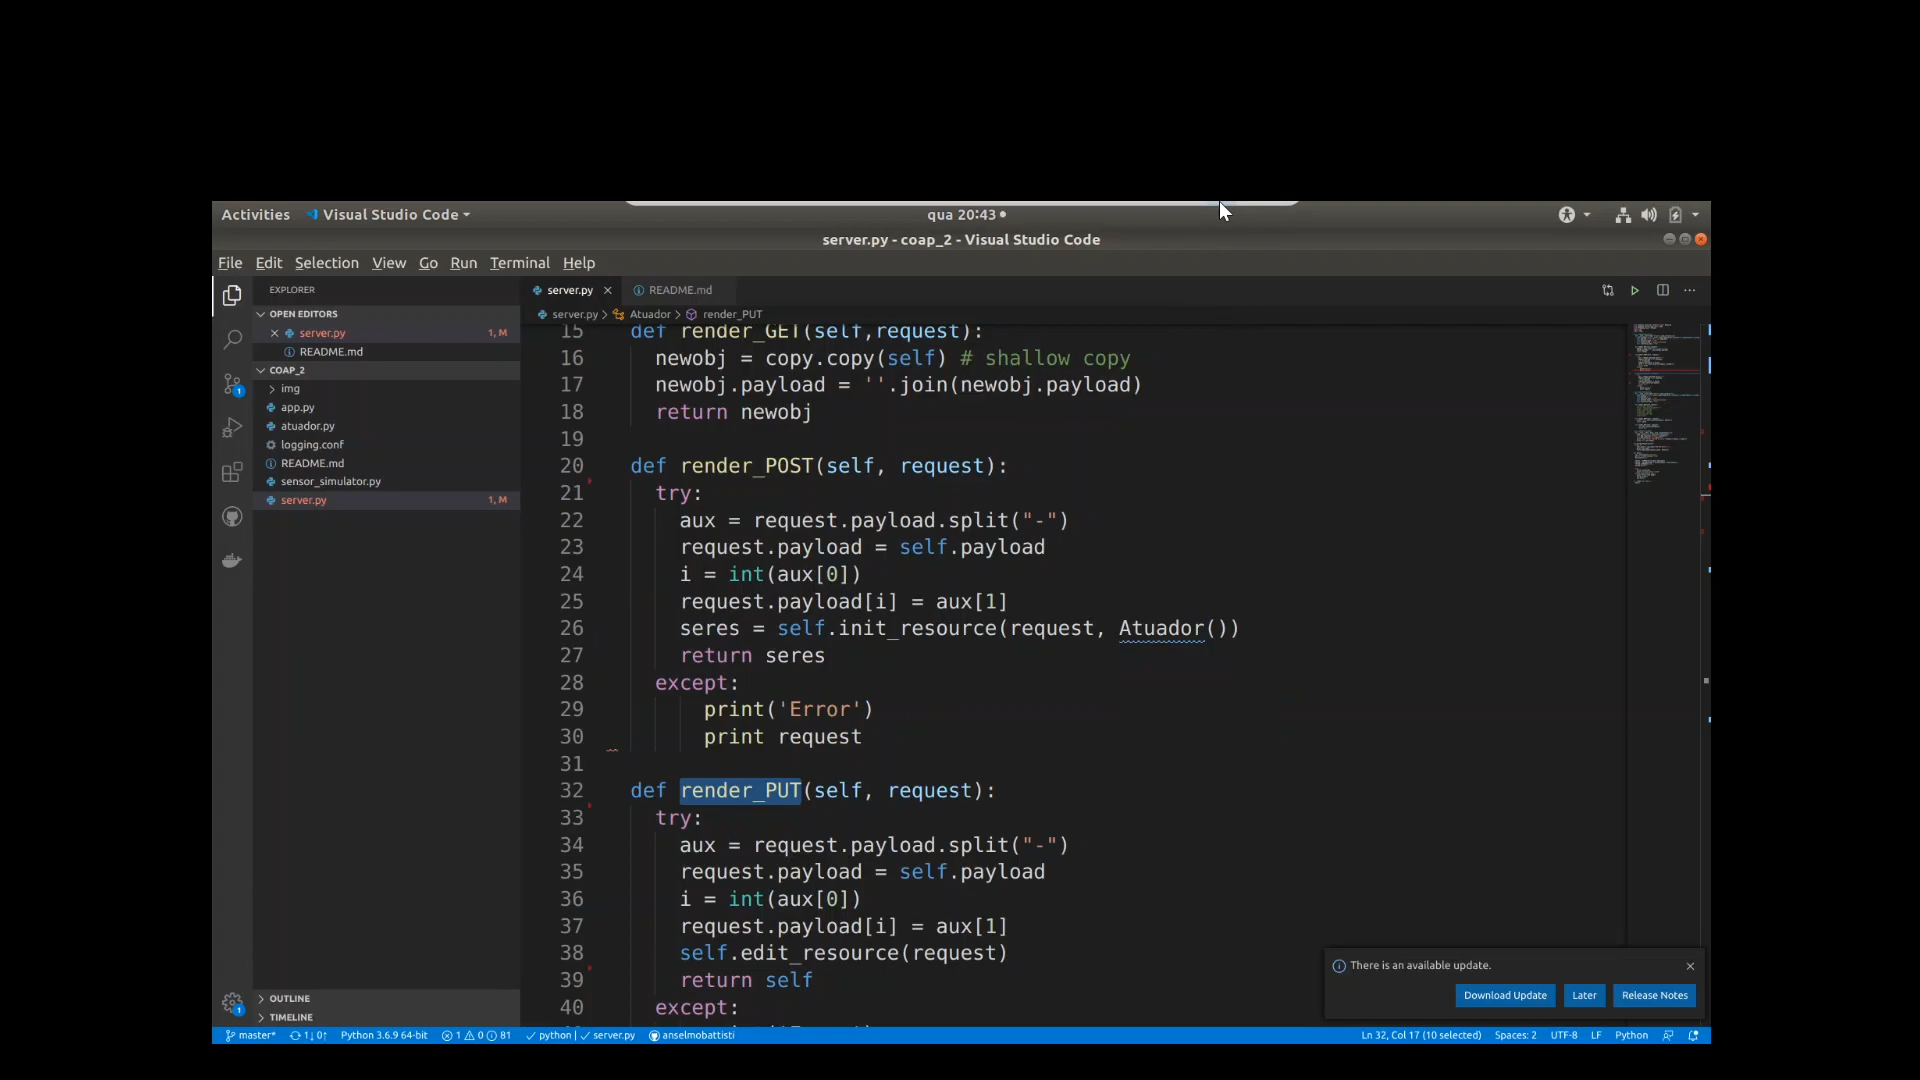 Activities Visual Studio Code qua 20:43
server.py - coap_2 - Visual Studio Code
File Edit Selection View Go Run Terminal Help
EXPLORER
OPEN EDITORS
server.py 1, M
README.md
COAP_2
img
app.py
atuador.py
logging.conf
README.md
sensor_simulator.py
server.py 1, M
OUTLINE
TIMELINE
server.py README.md
server.py > Atuador > render_PUT
15 def render_GET(self,request):
16 newobj = copy.copy(self) # shallow copy
17 newobj.payload = ''.join(newobj.payload)
18 return newobj
19
20 def render_POST(self, request):
21 try:
22 aux = request.payload.split("-")
23 request.payload = self.payload
24 i = int(aux[0])
25 request.payload[i] = aux[1]
26 seres = self.init_resource(request, Atuador())
27 return seres
28 except:
29 print('Error')
30 print request
31
32 def render_PUT(self, request):
33 try:
34 aux = request.payload.split("-")
35 request.payload = self.payload
36 i = int(aux[0])
37 request.payload[i] = aux[1]
38 self.edit_resource(request)
39 return self
40 except:
There is an available update.
Download Update Later Release Notes
master* 1↓ 0↑ Python 3.6.9 64-bit 1 0 81 python | server.py anselmobattisti Ln 32, Col 17 (10 selected) Spaces: 2 UTF-8 LF Python